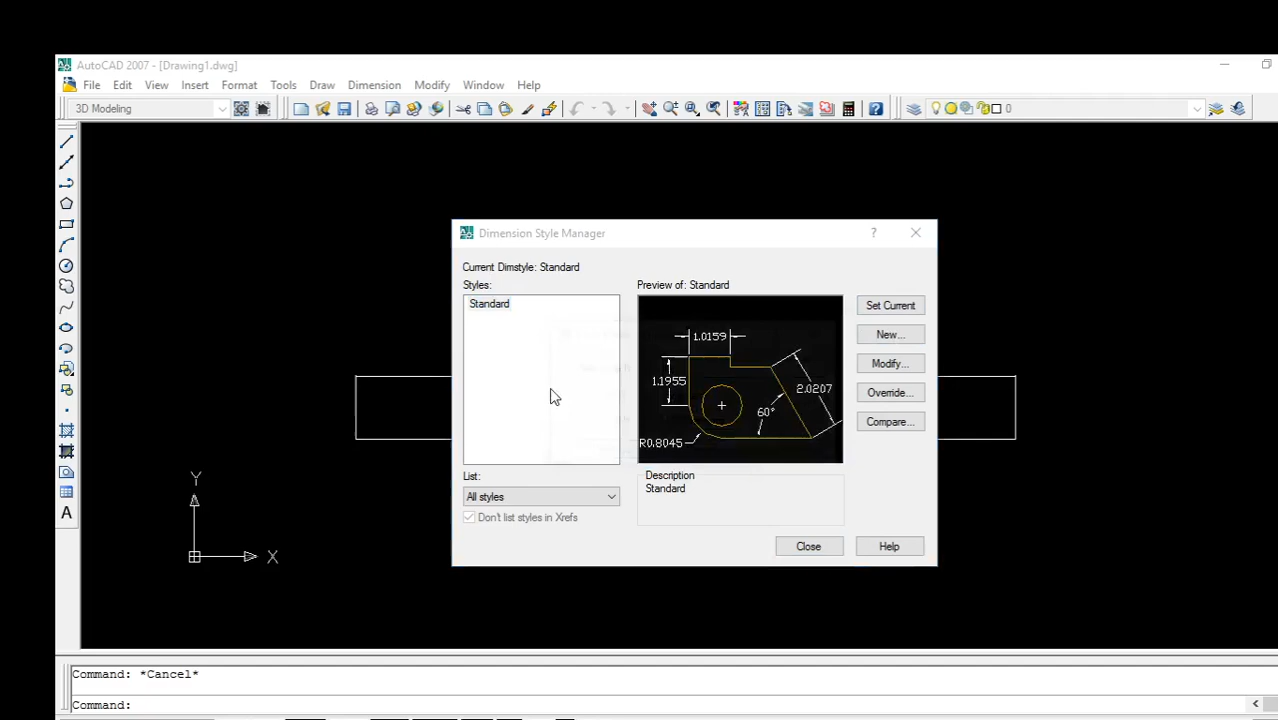 AutoCAD 2007 - [Drawing1.dwg]
File Edit View Insert Format Tools Draw Dimension Modify Window Help
3D Modeling
0
Dimension Style Manager
?
Current Dimstyle: Standard
Styles:
Preview of: Standard
Standard
Set Current
New...
Modify...
Override...
Compare...
1.0159
1.1955
2.0207
60°
R0.8045
List:
All styles
Don't list styles in Xrefs
Description
Standard
Close
Help
Y
X
A
Command: *Cancel*
Command: